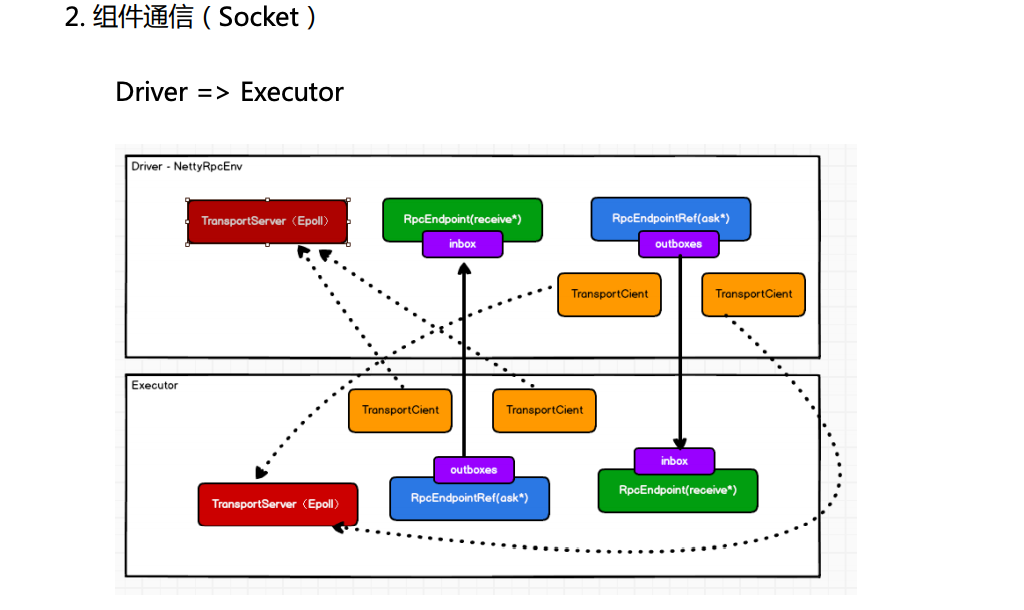 2. 组件通信（Socket）
Driver => Executor
Driver - NettyRpcEnv
TransportServer（Epoll）
RpcEndpoint(receive*)
inbox
RpcEndpointRef(ask*)
outboxes
TransportCient
TransportCient
Executor
TransportCient
TransportCient
outboxes
RpcEndpointRef(ask*)
inbox
RpcEndpoint(receive*)
TransportServer（Epoll）